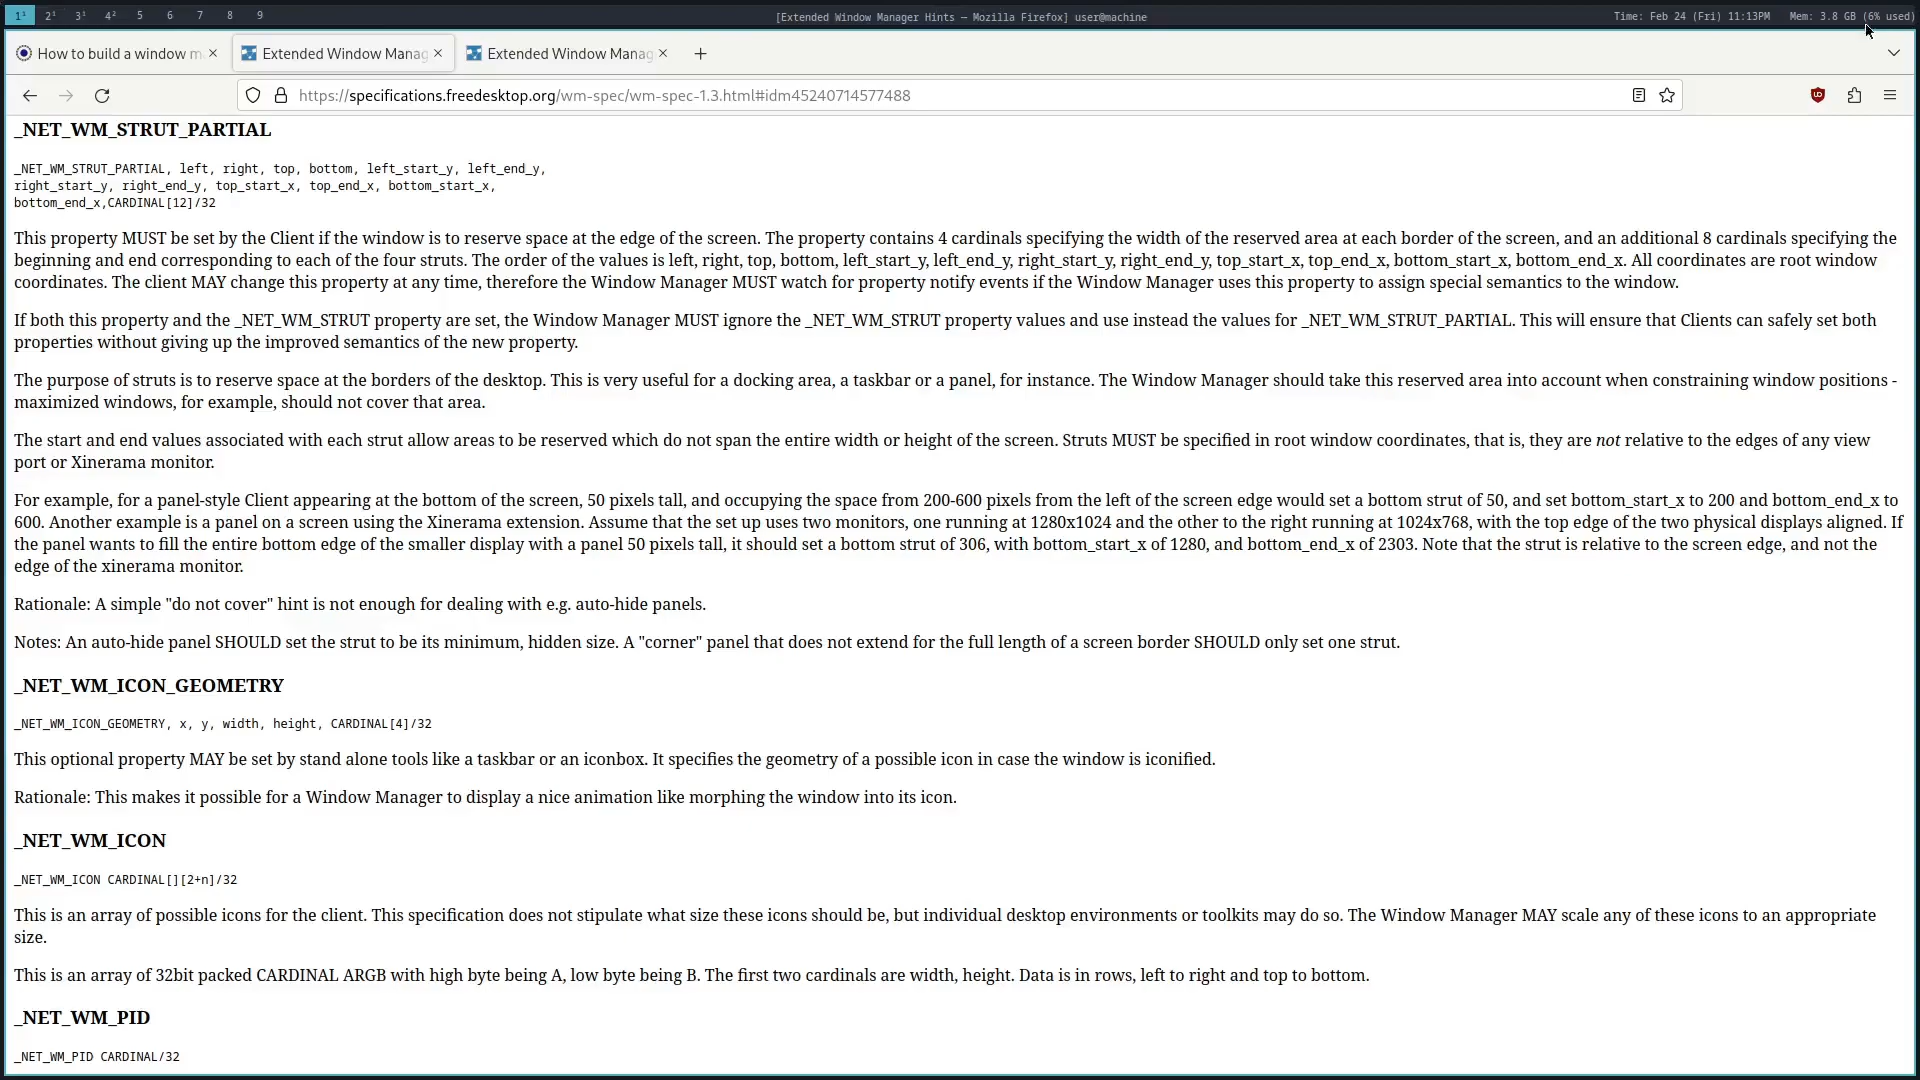 1¹ 2¹ 3¹ 4² 5 6 7 8 9 [Extended Window Manager Hints — Mozilla Firefox] user@machine Time: Feb 24 (Fri) 11:13PM Mem: 3.8 GB (6% used)
How to build a window m Extended Window Manag Extended Window Manag
https://specifications.freedesktop.org/wm-spec/wm-spec-1.3.html#idm45240714577488
_NET_WM_STRUT_PARTIAL
_NET_WM_STRUT_PARTIAL, left, right, top, bottom, left_start_y, left_end_y,
right_start_y, right_end_y, top_start_x, top_end_x, bottom_start_x,
bottom_end_x,CARDINAL[12]/32
This property MUST be set by the Client if the window is to reserve space at the edge of the screen. The property contains 4 cardinals specifying the width of the reserved area at each border of the screen, and an additional 8 cardinals specifying the
beginning and end corresponding to each of the four struts. The order of the values is left, right, top, bottom, left_start_y, left_end_y, right_start_y, right_end_y, top_start_x, top_end_x, bottom_start_x, bottom_end_x. All coordinates are root window
coordinates. The client MAY change this property at any time, therefore the Window Manager MUST watch for property notify events if the Window Manager uses this property to assign special semantics to the window.
If both this property and the _NET_WM_STRUT property are set, the Window Manager MUST ignore the _NET_WM_STRUT property values and use instead the values for _NET_WM_STRUT_PARTIAL. This will ensure that Clients can safely set both
properties without giving up the improved semantics of the new property.
The purpose of struts is to reserve space at the borders of the desktop. This is very useful for a docking area, a taskbar or a panel, for instance. The Window Manager should take this reserved area into account when constraining window positions -
maximized windows, for example, should not cover that area.
The start and end values associated with each strut allow areas to be reserved which do not span the entire width or height of the screen. Struts MUST be specified in root window coordinates, that is, they are not relative to the edges of any view
port or Xinerama monitor.
For example, for a panel-style Client appearing at the bottom of the screen, 50 pixels tall, and occupying the space from 200-600 pixels from the left of the screen edge would set a bottom strut of 50, and set bottom_start_x to 200 and bottom_end_x to
600. Another example is a panel on a screen using the Xinerama extension. Assume that the set up uses two monitors, one running at 1280x1024 and the other to the right running at 1024x768, with the top edge of the two physical displays aligned. If
the panel wants to fill the entire bottom edge of the smaller display with a panel 50 pixels tall, it should set a bottom strut of 306, with bottom_start_x of 1280, and bottom_end_x of 2303. Note that the strut is relative to the screen edge, and not the
edge of the xinerama monitor.
Rationale: A simple "do not cover" hint is not enough for dealing with e.g. auto-hide panels.
Notes: An auto-hide panel SHOULD set the strut to be its minimum, hidden size. A "corner" panel that does not extend for the full length of a screen border SHOULD only set one strut.
_NET_WM_ICON_GEOMETRY
_NET_WM_ICON_GEOMETRY, x, y, width, height, CARDINAL[4]/32
This optional property MAY be set by stand alone tools like a taskbar or an iconbox. It specifies the geometry of a possible icon in case the window is iconified.
Rationale: This makes it possible for a Window Manager to display a nice animation like morphing the window into its icon.
_NET_WM_ICON
_NET_WM_ICON CARDINAL[][2+n]/32
This is an array of possible icons for the client. This specification does not stipulate what size these icons should be, but individual desktop environments or toolkits may do so. The Window Manager MAY scale any of these icons to an appropriate
size.
This is an array of 32bit packed CARDINAL ARGB with high byte being A, low byte being B. The first two cardinals are width, height. Data is in rows, left to right and top to bottom.
_NET_WM_PID
_NET_WM_PID CARDINAL/32